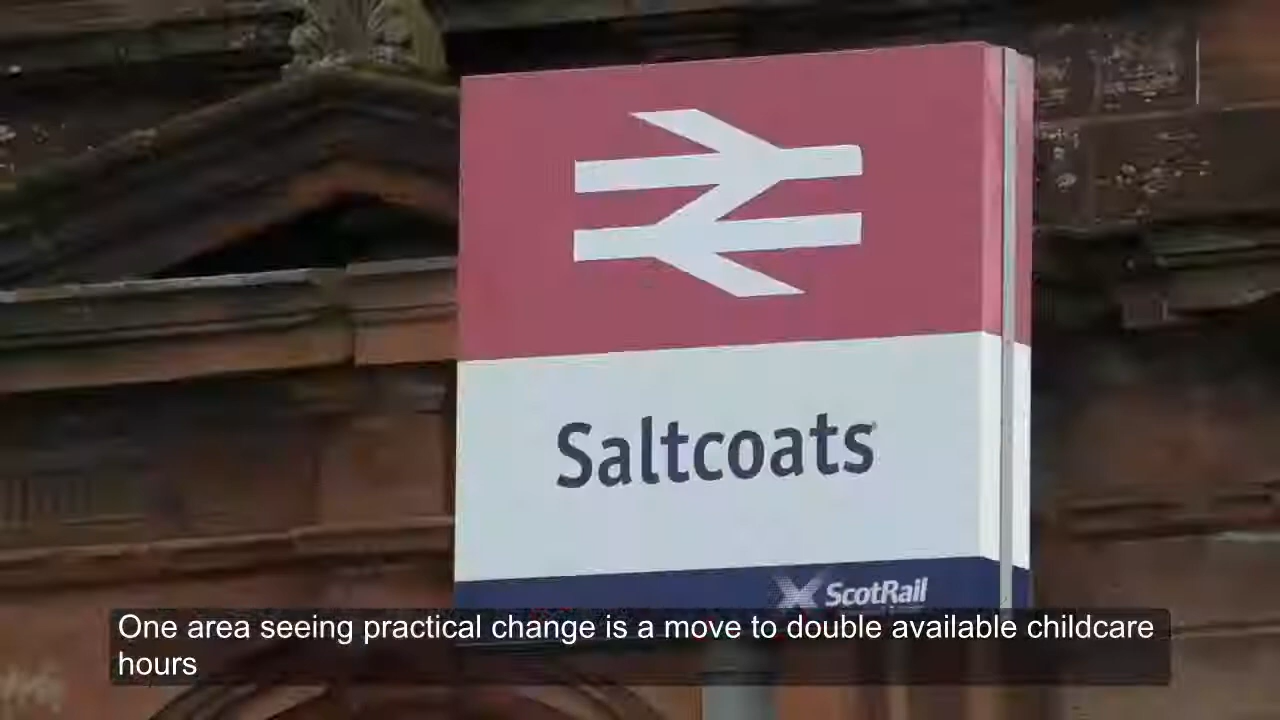 Saltcoats
ScotRail
One area seeing practical change is a move to double available childcare
hours